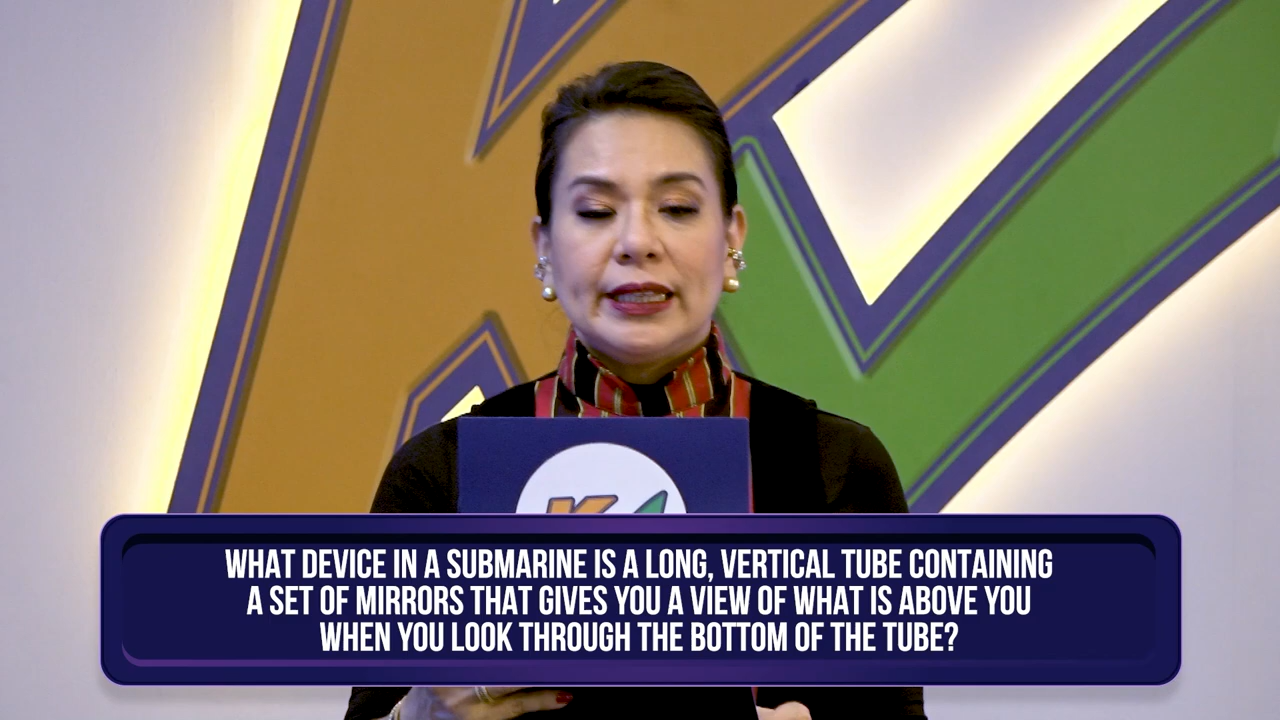 WHAT DEVICE IN A SUBMARINE IS A LONG, VERTICAL TUBE CONTAINING
A SET OF MIRRORS THAT GIVES YOU A VIEW OF WHAT IS ABOVE YOU
WHEN YOU LOOK THROUGH THE BOTTOM OF THE TUBE?